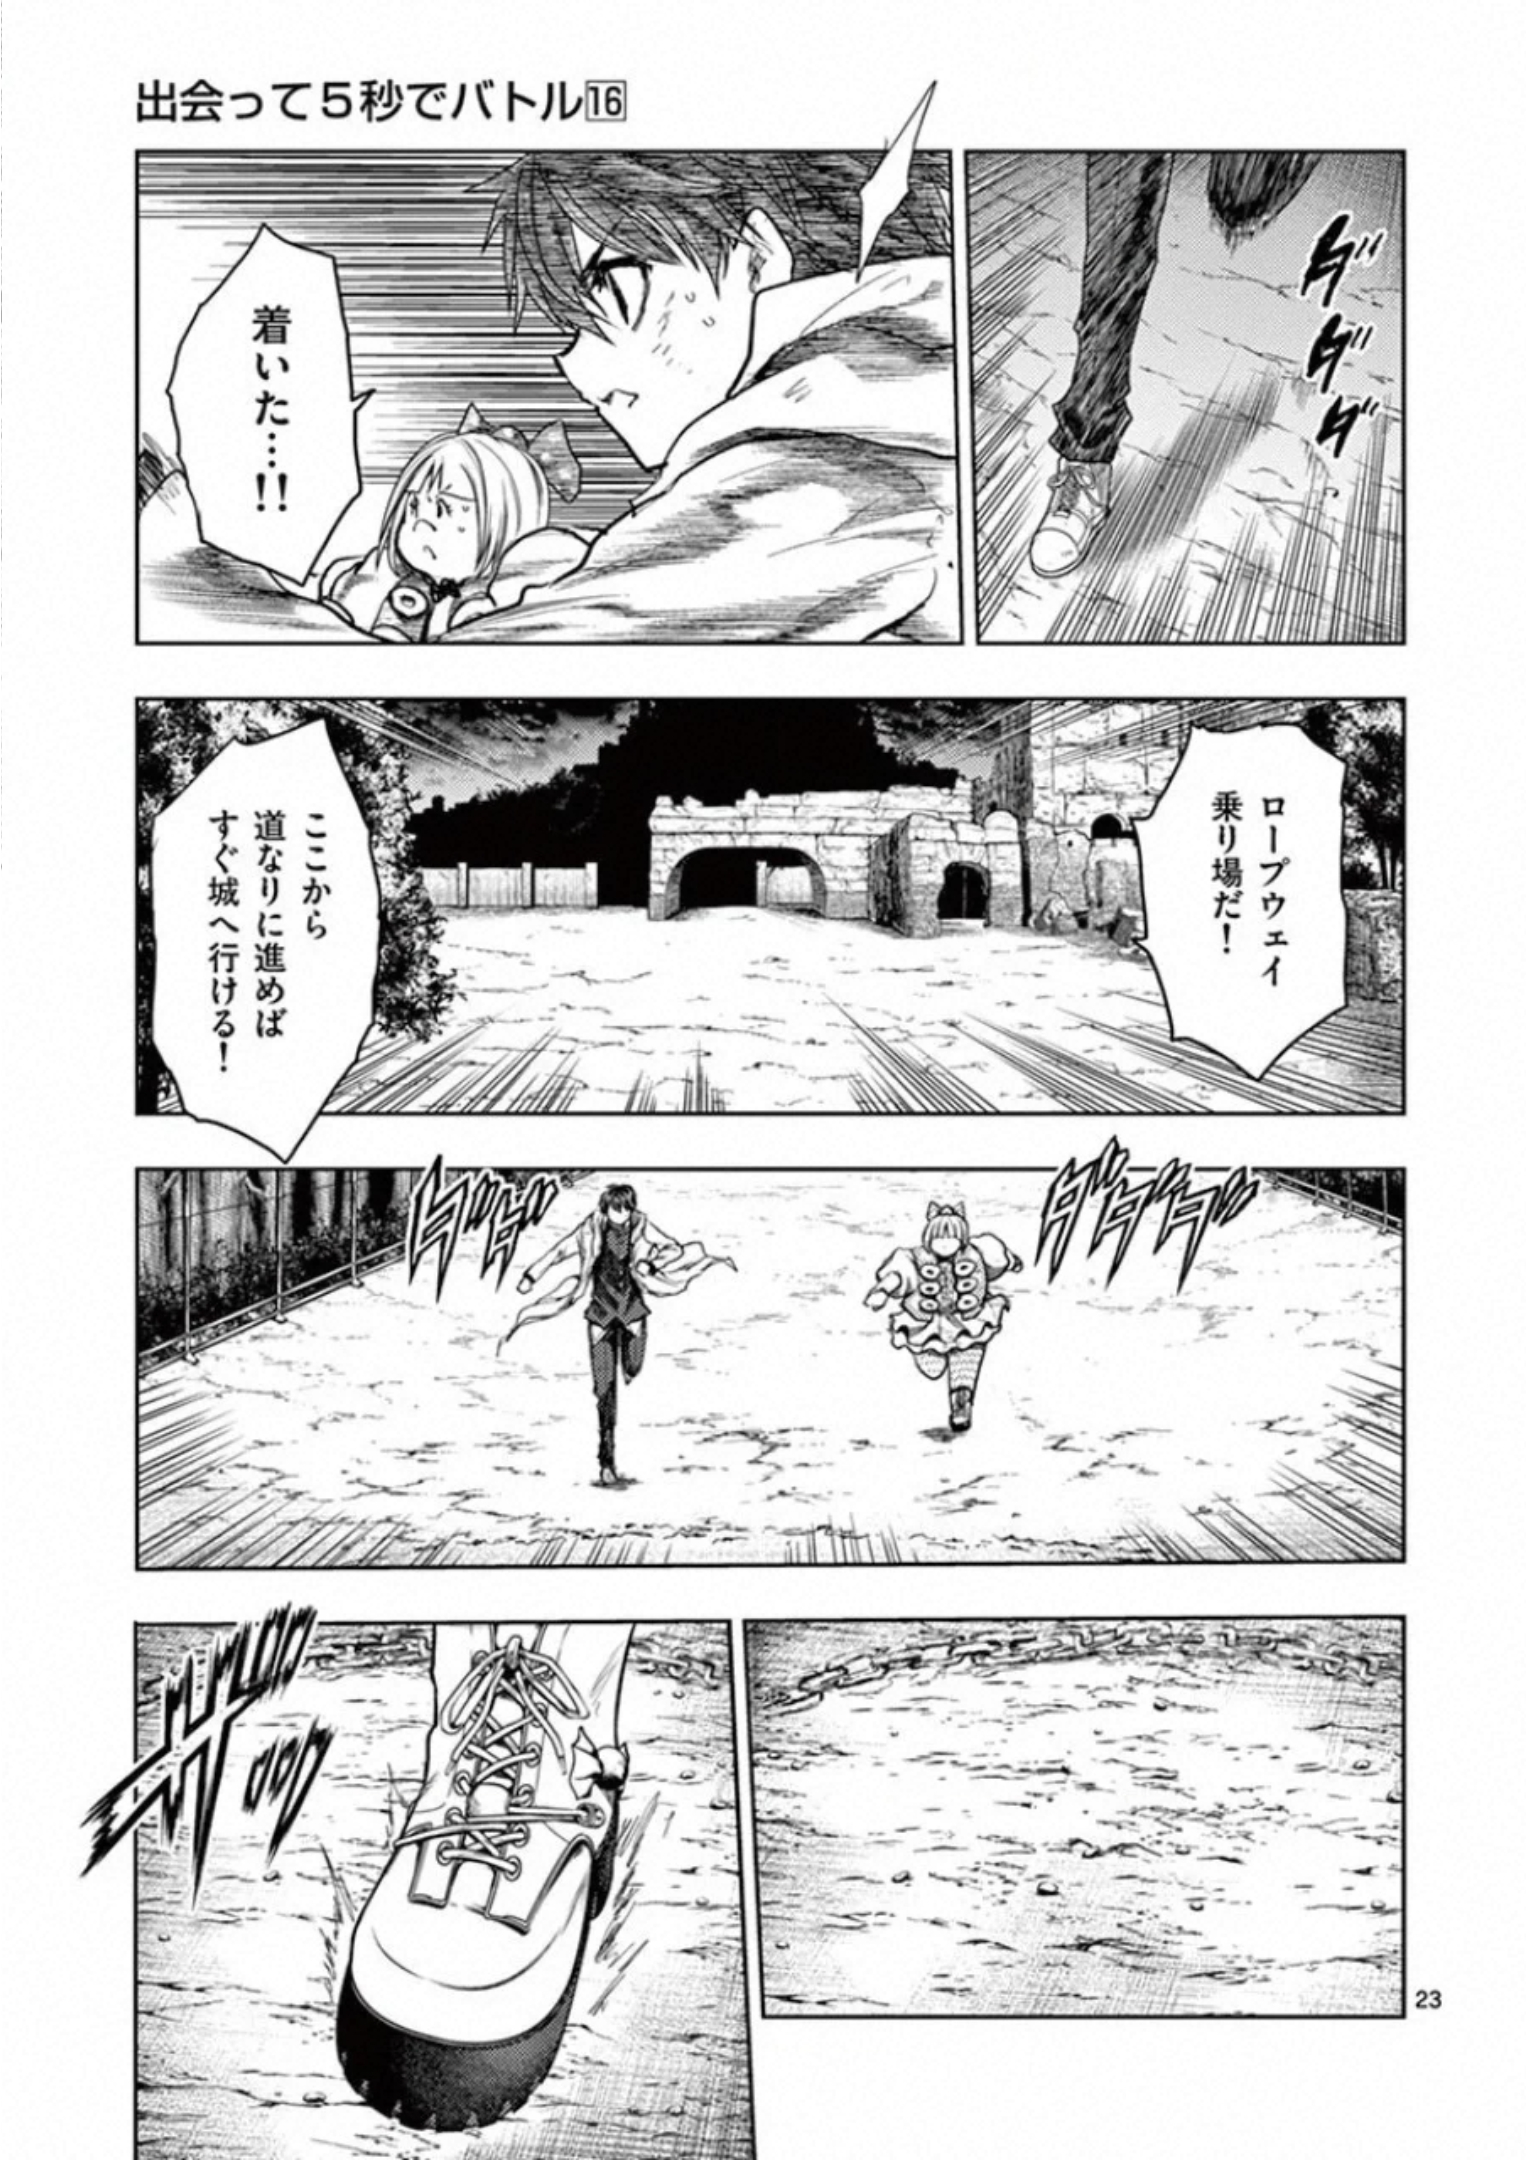 出会って5秒でバトル16
ダ
ダ
ダ
着いた…!!
ロープウェイ
乗り場だ!
ここから
道なりに進めば
すぐ城へ行ける!
ダダダッ
ダダッ
23